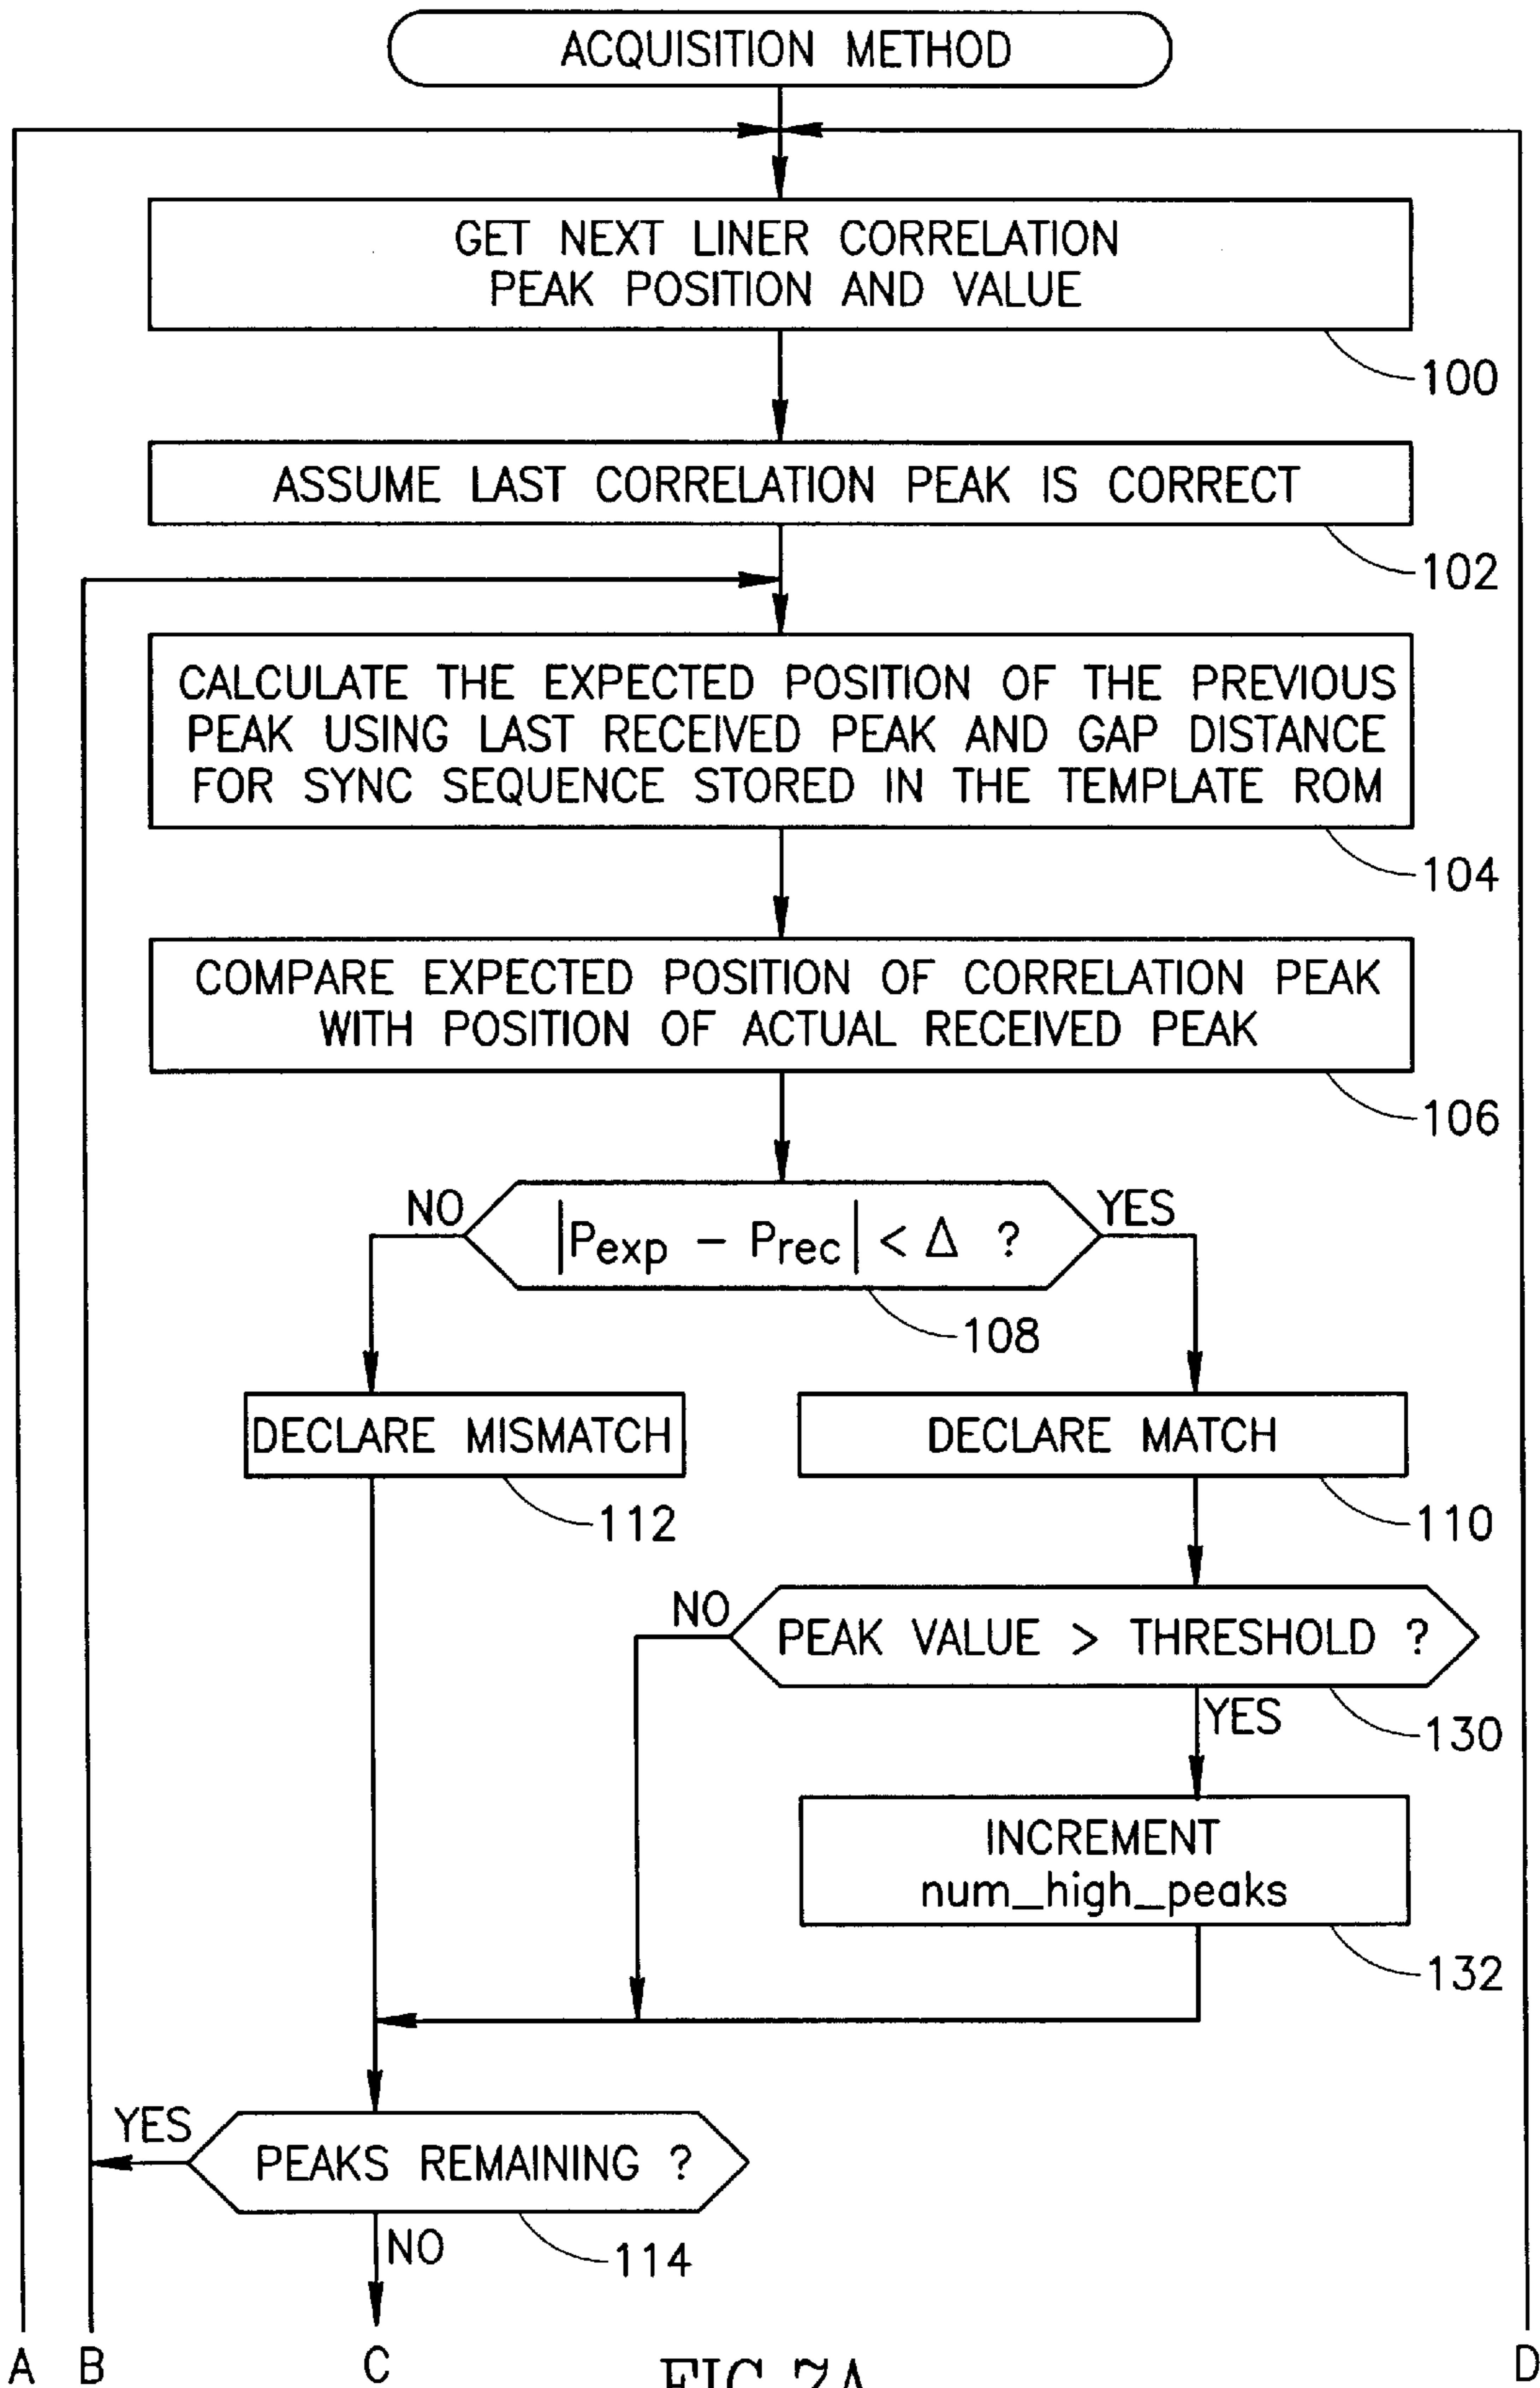 ACQUISITION METHOD
GET NEXT LINER CORRELATION
PEAK POSITION AND VALUE
100
ASSUME LAST CORRELATION PEAK IS CORRECT
102
CALCULATE THE EXPECTED POSITION OF THE PREVIOUS
PEAK USING LAST RECEIVED PEAK AND GAP DISTANCE
FOR SYNC SEQUENCE STORED IN THE TEMPLATE ROM
104
COMPARE EXPECTED POSITION OF CORRELATION PEAK
WITH POSITION OF ACTUAL RECEIVED PEAK
106
NO
|Pexp - Prec| < Δ ?
YES
108
DECLARE MISMATCH
DECLARE MATCH
112
110
NO
PEAK VALUE > THRESHOLD ?
YES
130
INCREMENT
num_high_peaks
132
YES
PEAKS REMAINING ?
NO
114
A B C D
FIG.7A